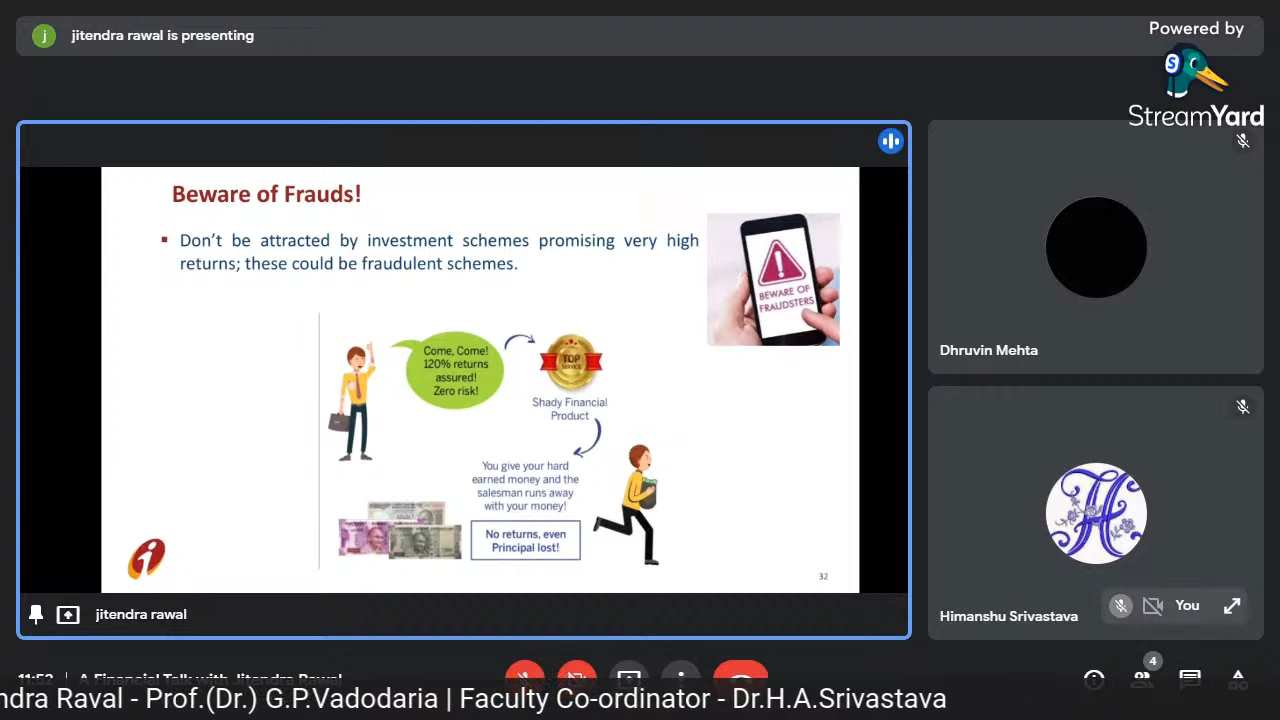 j jitendra rawal is presenting
Powered by
StreamYard
Beware of Frauds!
Don't be attracted by investment schemes promising very high
returns; these could be fraudulent schemes.
BEWARE OF
FRAUDSTERS
Come, Come!
120% returns
assured!
Zero risk!
TOP
SERVICE
Shady Financial
Product
You give your hard
earned money and the
salesman runs away
with your money!
No returns, even
Principal lost!
32
jitendra rawal
Dhruvin Mehta
Himanshu Srivastava
You
4
11:52 | A Financial Talk with Jitendra Rawal
ndra Raval - Prof.(Dr.) G.P.Vadodaria | Faculty Co-ordinator - Dr.H.A.Srivastava